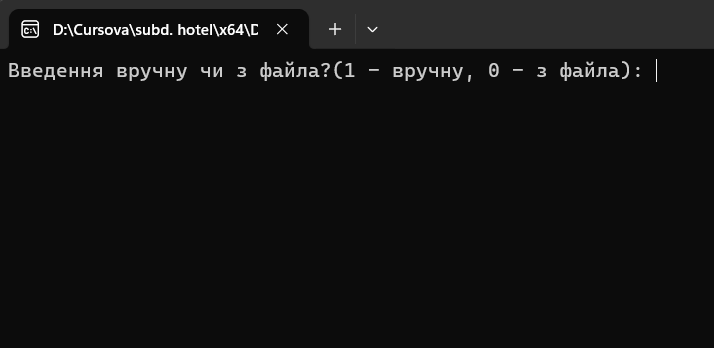 D:\Cursova\subd. hotel\x64\D
Введення вручну чи з файла?(1 - вручну, 0 - з файла):